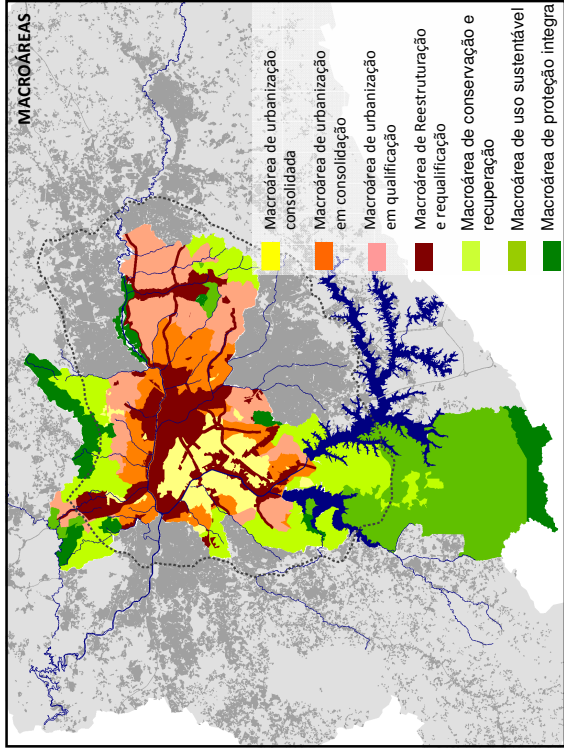 MACROÁREAS
Macroárea de urbanização
consolidada
Macroárea de urbanização
em consolidação
Macroárea de urbanização
em qualificação
Macroárea de Reestruturação
e requalificação
Macroárea de conservação e
recuperação
Macroárea de uso sustentável
Macroárea de proteção integra